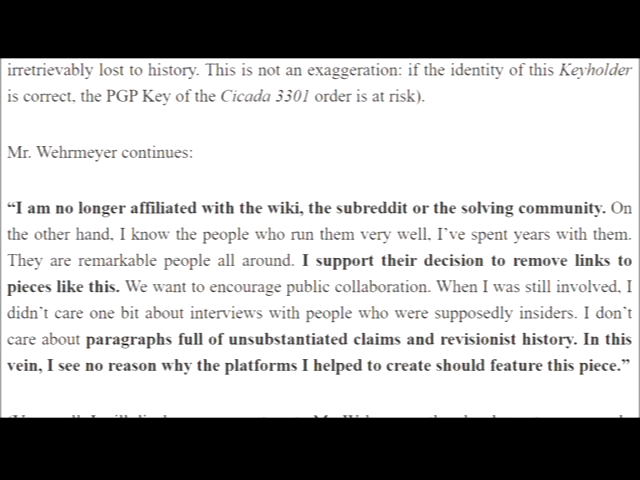 irretrievably lost to history. This is not an exaggeration: if the identity of this Keyholder
is correct, the PGP Key of the Cicada 3301 order is at risk).
Mr. Wehrmeyer continues:
“I am no longer affiliated with the wiki, the subreddit or the solving community. On
the other hand, I know the people who run them very well, I’ve spent years with them.
They are remarkable people all around. I support their decision to remove links to
pieces like this. We want to encourage public collaboration. When I was still involved, I
didn’t care one bit about interviews with people who were supposedly insiders. I don’t
care about paragraphs full of unsubstantiated claims and revisionist history. In this
vein, I see no reason why the platforms I helped to create should feature this piece.”